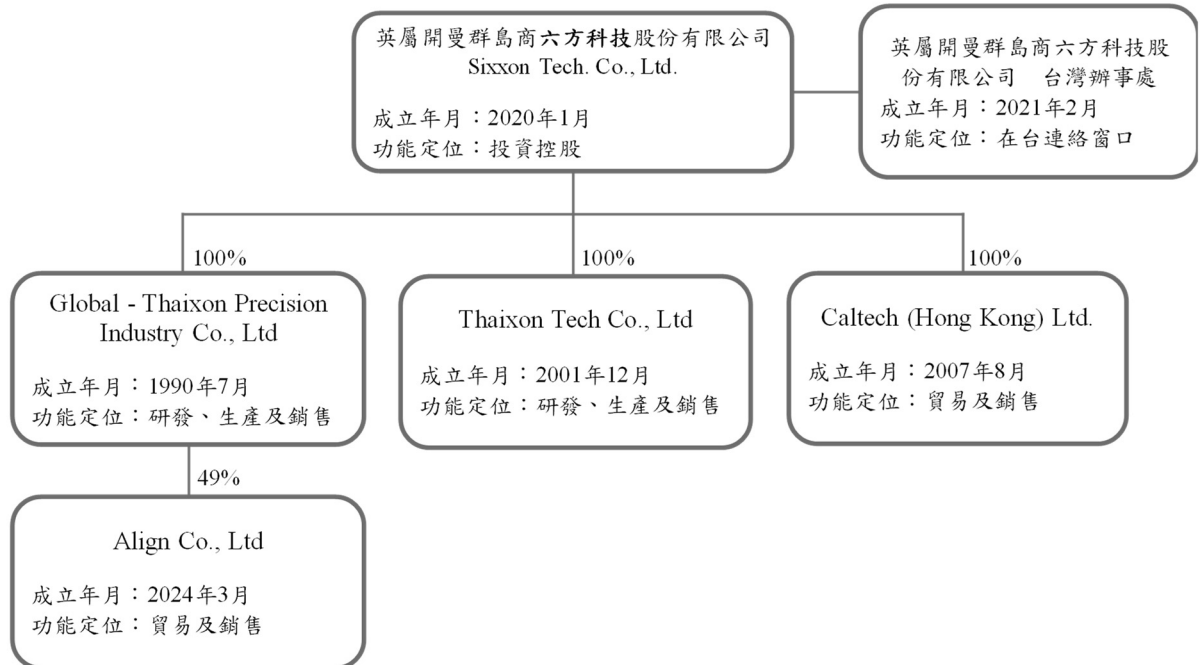 英屬開曼群島商六方科技股份有限公司
Sixxon Tech. Co., Ltd.
成立年月：2020年1月
功能定位：投資控股
英屬開曼群島商六方科技股
份有限公司　台灣辦事處
成立年月：2021年2月
功能定位：在台連絡窗口
100%
Global - Thaixon Precision
Industry Co., Ltd
成立年月：1990年7月
功能定位：研發、生產及銷售
100%
Thaixon Tech Co., Ltd
成立年月：2001年12月
功能定位：研發、生產及銷售
100%
Caltech (Hong Kong) Ltd.
成立年月：2007年8月
功能定位：貿易及銷售
49%
Align Co., Ltd
成立年月：2024年3月
功能定位：貿易及銷售